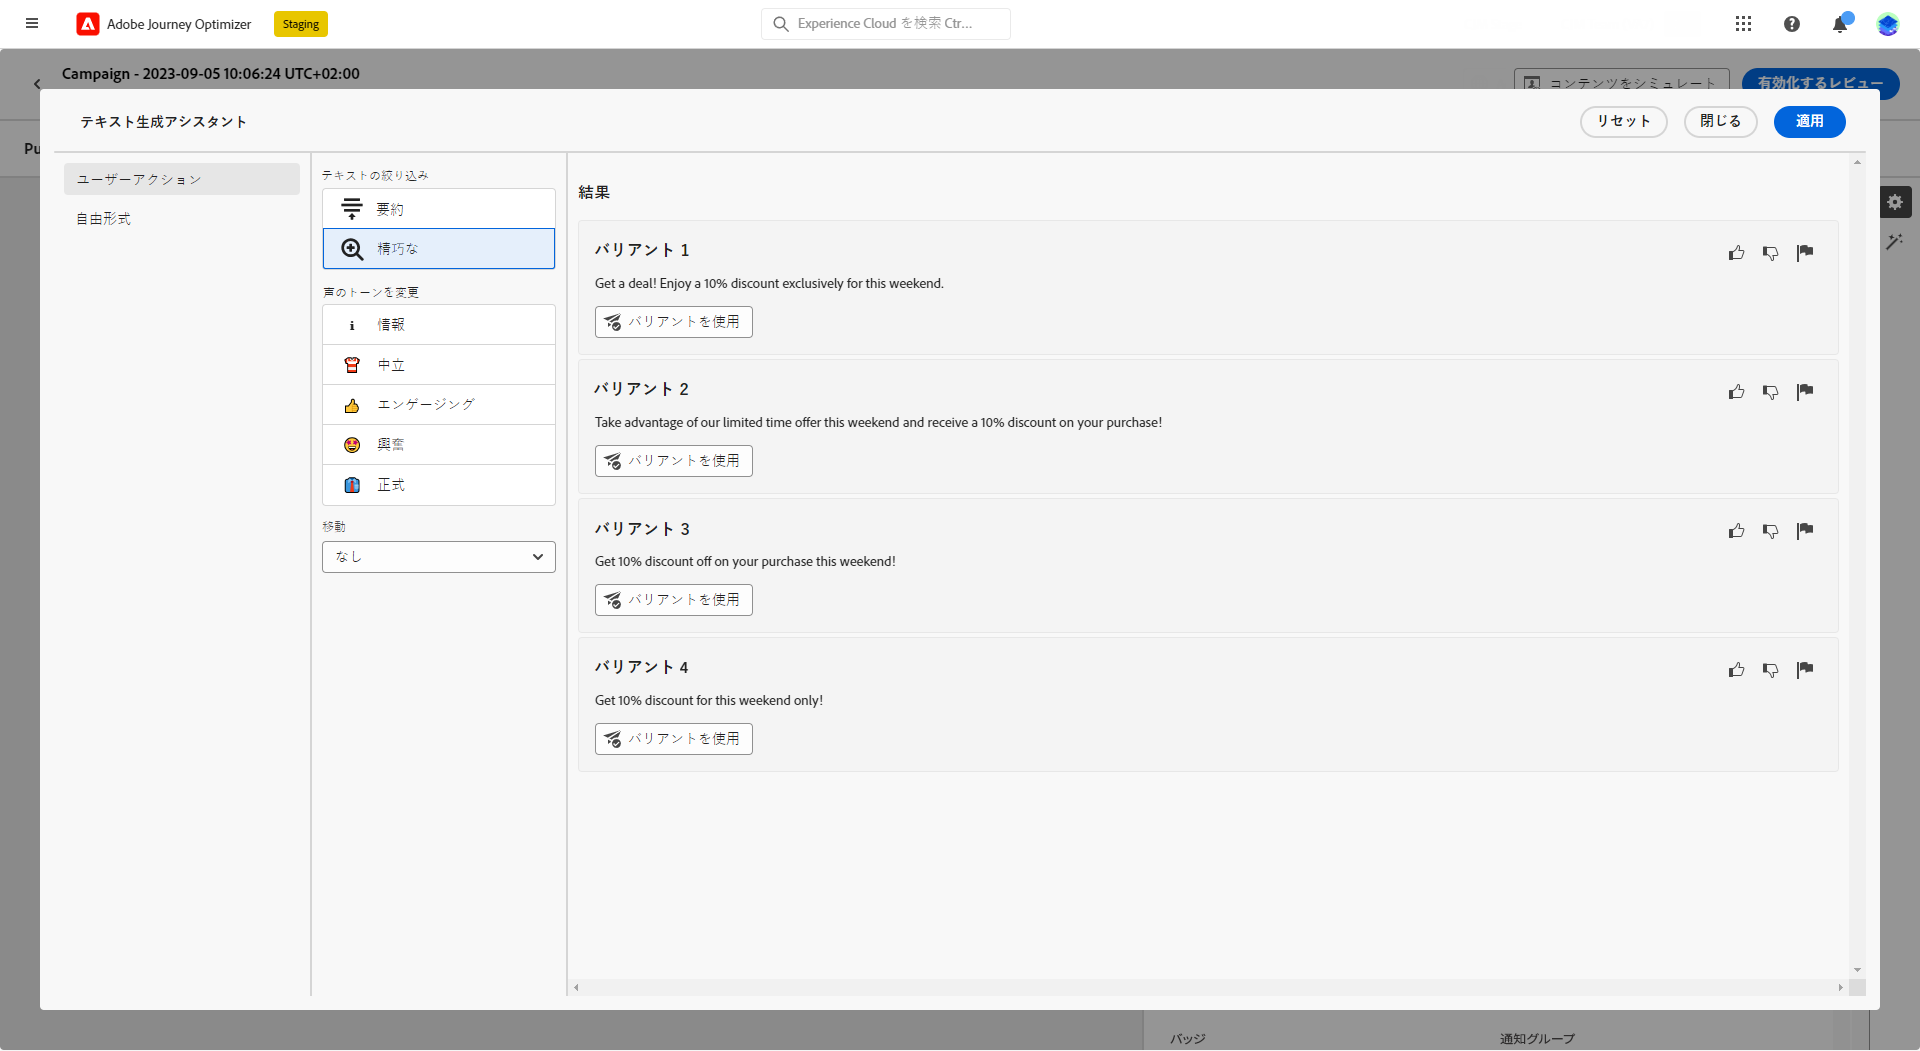 Adobe Journey Optimizer
Staging
Experience Cloud を検索 Ctr...
Campaign - 2023-09-05 10:06:24 UTC+02:00
コンテンツをシミュレート
有効化するレビュー
Pu
テキスト生成アシスタント
リセット
閉じる
適用
ユーザーアクション
自由形式
テキストの絞り込み
要約
精巧な
声のトーンを変更
情報
中立
エンゲージング
興奮
正式
移動
なし
結果
バリアント 1
Get a deal! Enjoy a 10% discount exclusively for this weekend.
バリアントを使用
バリアント 2
Take advantage of our limited time offer this weekend and receive a 10% discount on your purchase!
バリアントを使用
バリアント 3
Get 10% discount off on your purchase this weekend!
バリアントを使用
バリアント 4
Get 10% discount for this weekend only!
バリアントを使用
バッジ
通知グループ